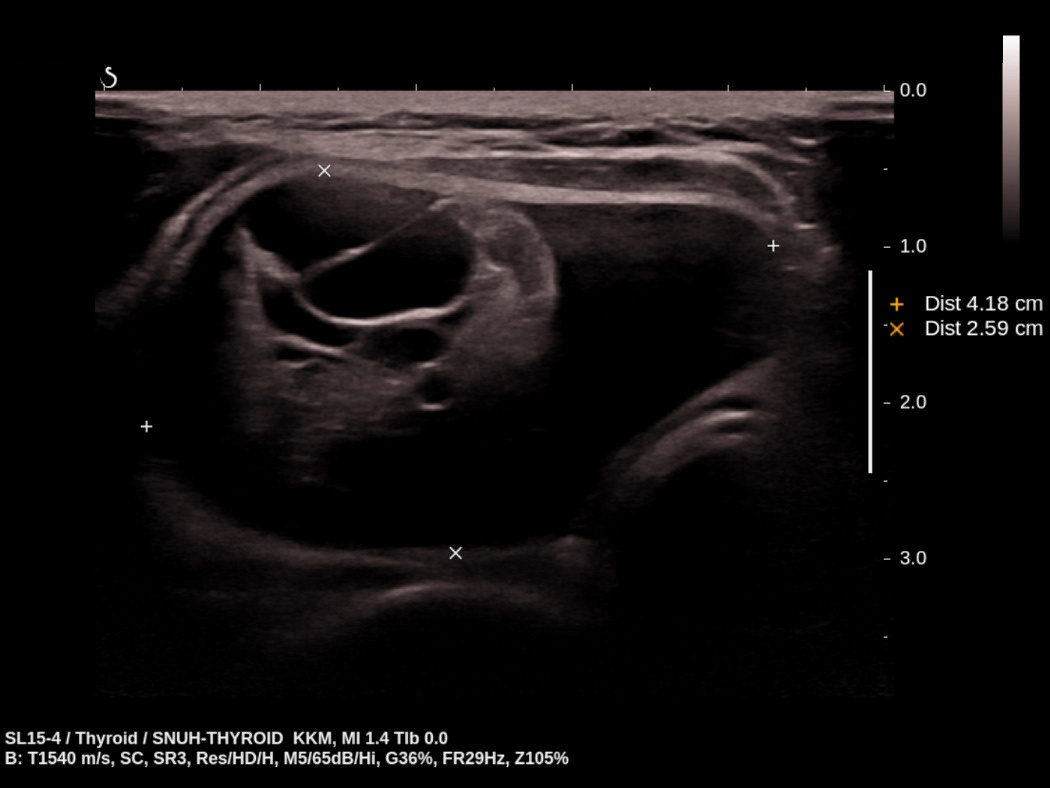 0.0
1.0
+ Dist 4.18 cm
× Dist 2.59 cm
2.0
3.0
SL15-4 / Thyroid / SNUH-THYROID KKM, MI 1.4 TIb 0.0
B: T1540 m/s, SC, SR3, Res/HD/H, M5/65dB/Hi, G36%, FR29Hz, Z105%